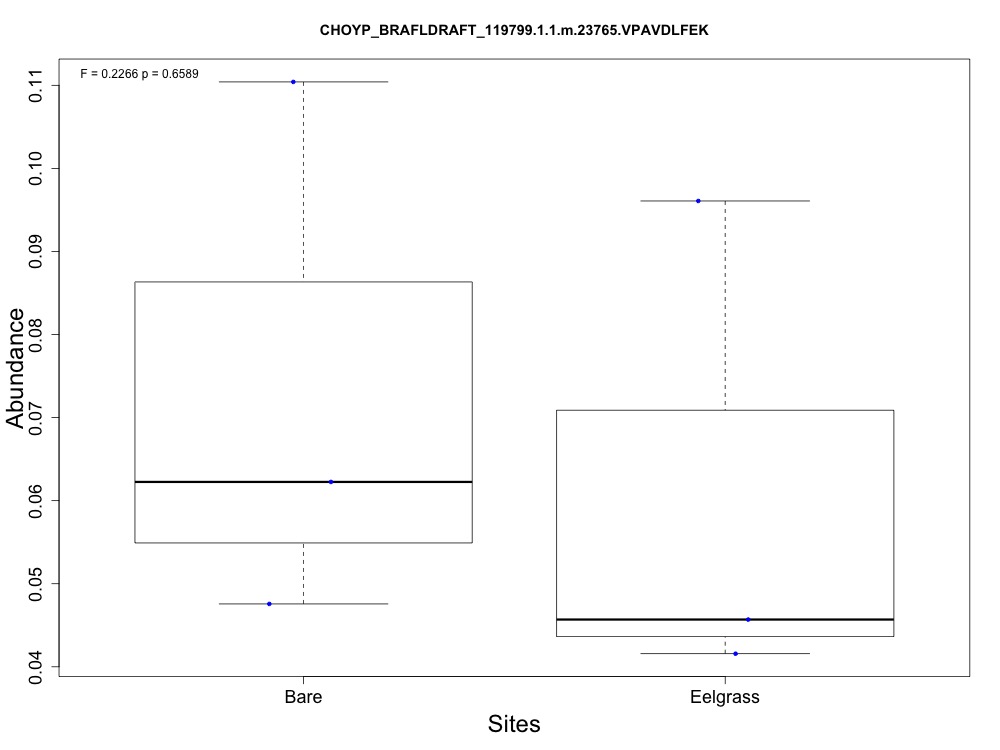 CHOYP_BRAFLDRAFT_119799.1.1.m.23765.VPAVDLFEK
F = 0.2266 p = 0.6589
0.11
0.10
0.09
0.08
0.07
0.06
0.05
0.04
Abundance
Bare
Eelgrass
Sites